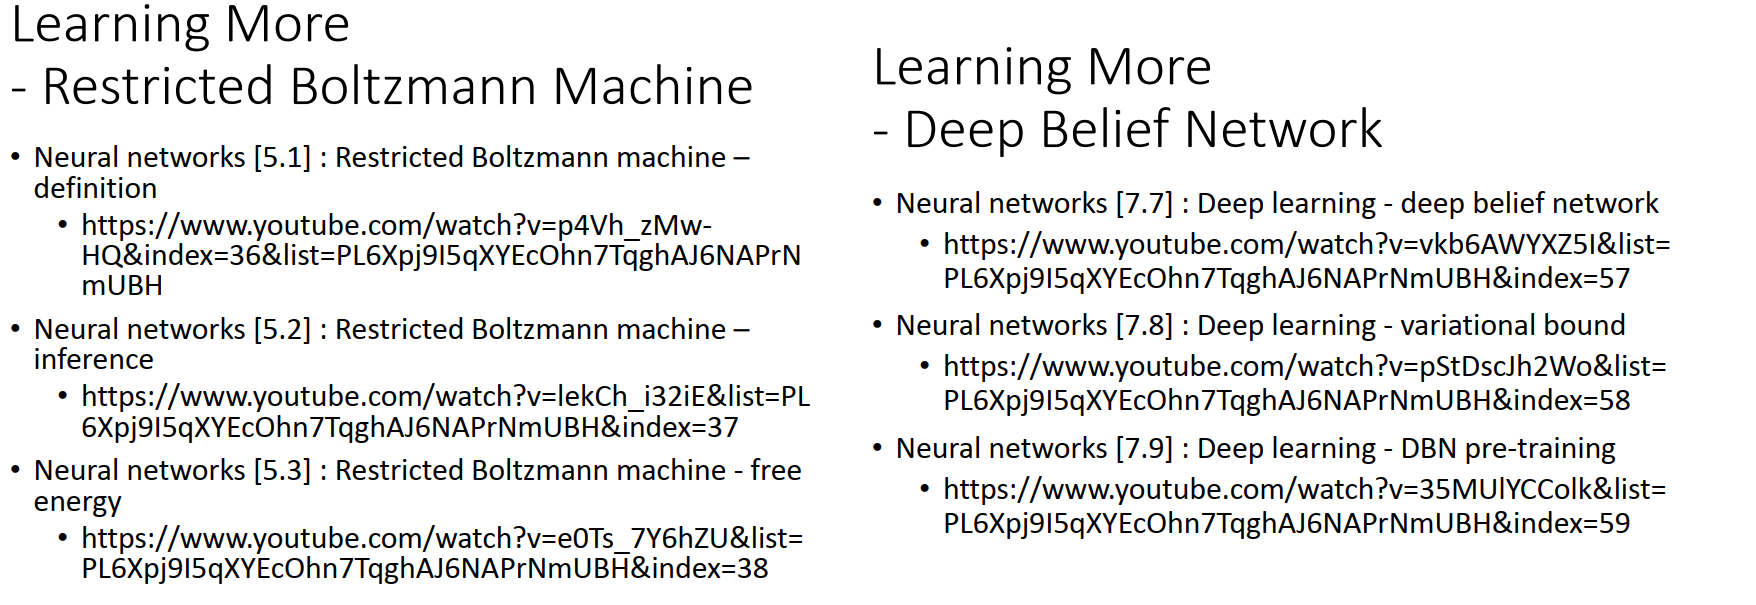 Learning More
- Restricted Boltzmann Machine
• Neural networks [5.1] : Restricted Boltzmann machine –
definition
• https://www.youtube.com/watch?v=p4Vh_zMw-
HQ&index=36&list=PL6Xpj9I5qXYEcOhn7TqghAJ6NAPrN
mUBH
• Neural networks [5.2] : Restricted Boltzmann machine –
inference
• https://www.youtube.com/watch?v=lekCh_i32iE&list=PL
6Xpj9I5qXYEcOhn7TqghAJ6NAPrNmUBH&index=37
• Neural networks [5.3] : Restricted Boltzmann machine - free
energy
• https://www.youtube.com/watch?v=e0Ts_7Y6hZU&list=
PL6Xpj9I5qXYEcOhn7TqghAJ6NAPrNmUBH&index=38
Learning More
- Deep Belief Network
• Neural networks [7.7] : Deep learning - deep belief network
• https://www.youtube.com/watch?v=vkb6AWYXZ5I&list=
PL6Xpj9I5qXYEcOhn7TqghAJ6NAPrNmUBH&index=57
• Neural networks [7.8] : Deep learning - variational bound
• https://www.youtube.com/watch?v=pStDscJh2Wo&list=
PL6Xpj9I5qXYEcOhn7TqghAJ6NAPrNmUBH&index=58
• Neural networks [7.9] : Deep learning - DBN pre-training
• https://www.youtube.com/watch?v=35MUlYCColk&list=
PL6Xpj9I5qXYEcOhn7TqghAJ6NAPrNmUBH&index=59